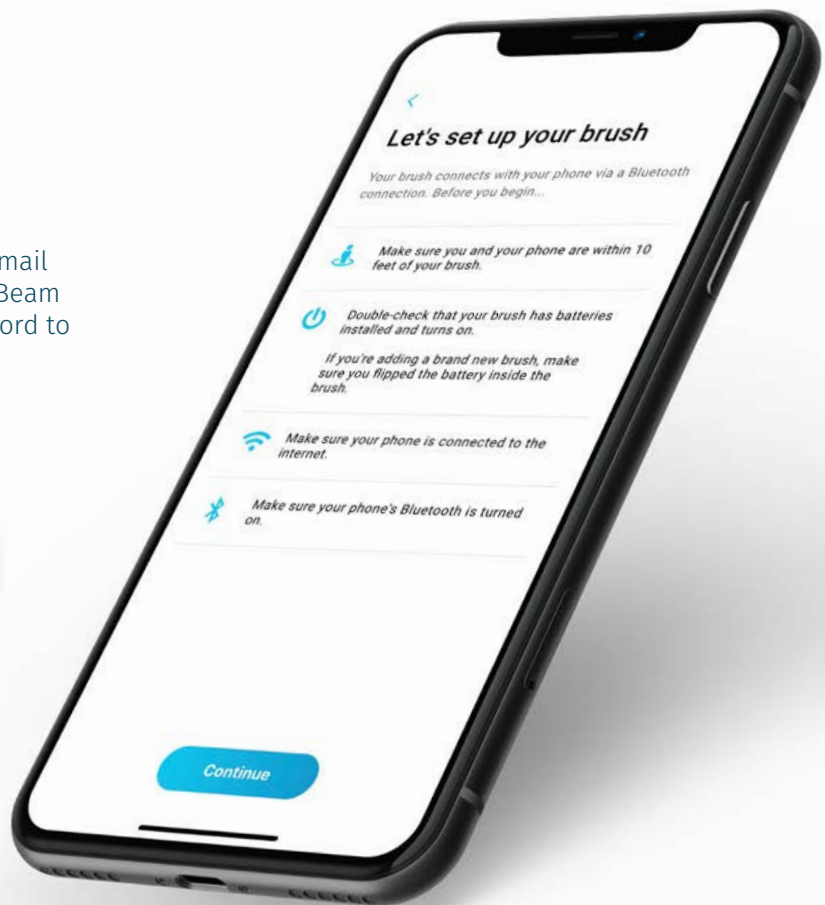 mail
Beam
ord to
Let's set up your brush
Your brush connects with your phone via a Bluetooth
connection. Before you begin...
Make sure you and your phone are within 10
feet of your brush.
Double-check that your brush has batteries
installed and turns on.
If you're adding a brand new brush, make
sure you flipped the battery inside the
brush.
Make sure your phone is connected to the
internet.
Make sure your phone's Bluetooth is turned
on.
Continue